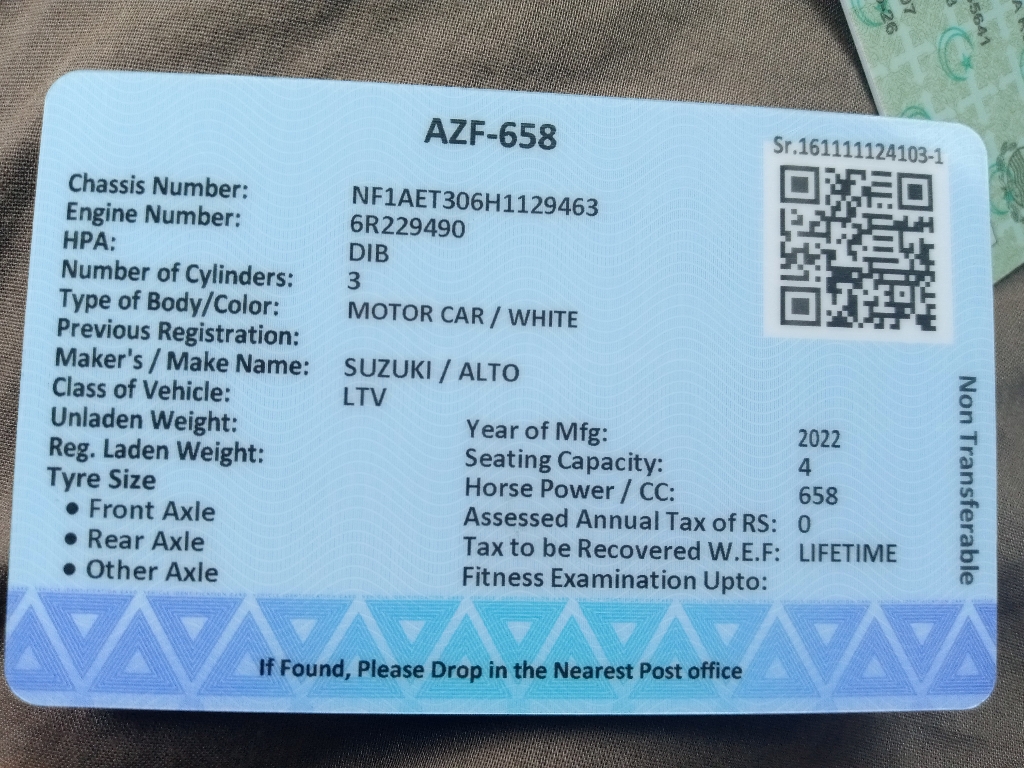 AZF-658
Sr.161111124103-1
Chassis Number: NF1AET306H1129463
Engine Number: 6R229490
HPA: DIB
Number of Cylinders: 3
Type of Body/Color: MOTOR CAR / WHITE
Previous Registration:
Maker's / Make Name: SUZUKI / ALTO
Class of Vehicle: LTV
Unladen Weight:
Reg. Laden Weight:
Tyre Size
• Front Axle
• Rear Axle
• Other Axle
Year of Mfg: 2022
Seating Capacity: 4
Horse Power / CC: 658
Assessed Annual Tax of RS: 0
Tax to be Recovered W.E.F: LIFETIME
Fitness Examination Upto:
Non Transferable
If Found, Please Drop in the Nearest Post office